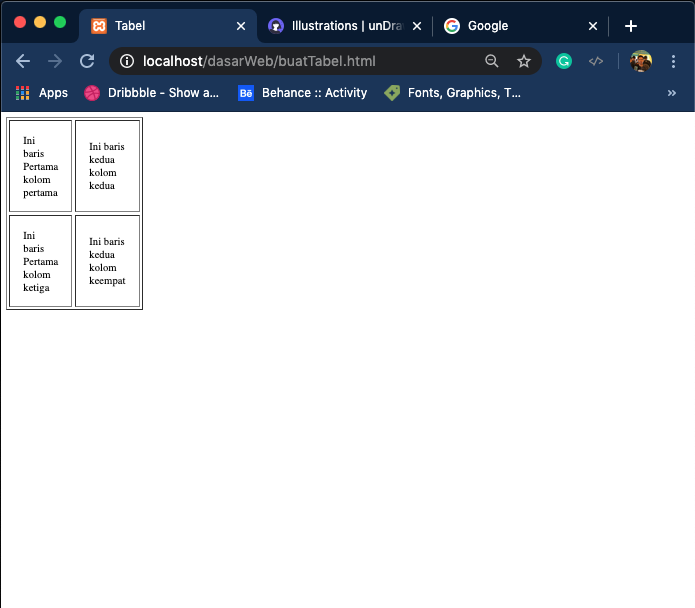 Tabel
Illustrations | unDra
Google
localhost/dasarWeb/buatTabel.html
Apps
Dribbble - Show a...
Bē
Behance :: Activity
Fonts, Graphics, T...
Ini
baris
Pertama
kolom
pertama
Ini baris
kedua
kolom
kedua
Ini
baris
Pertama
kolom
ketiga
Ini baris
kedua
kolom
keempat